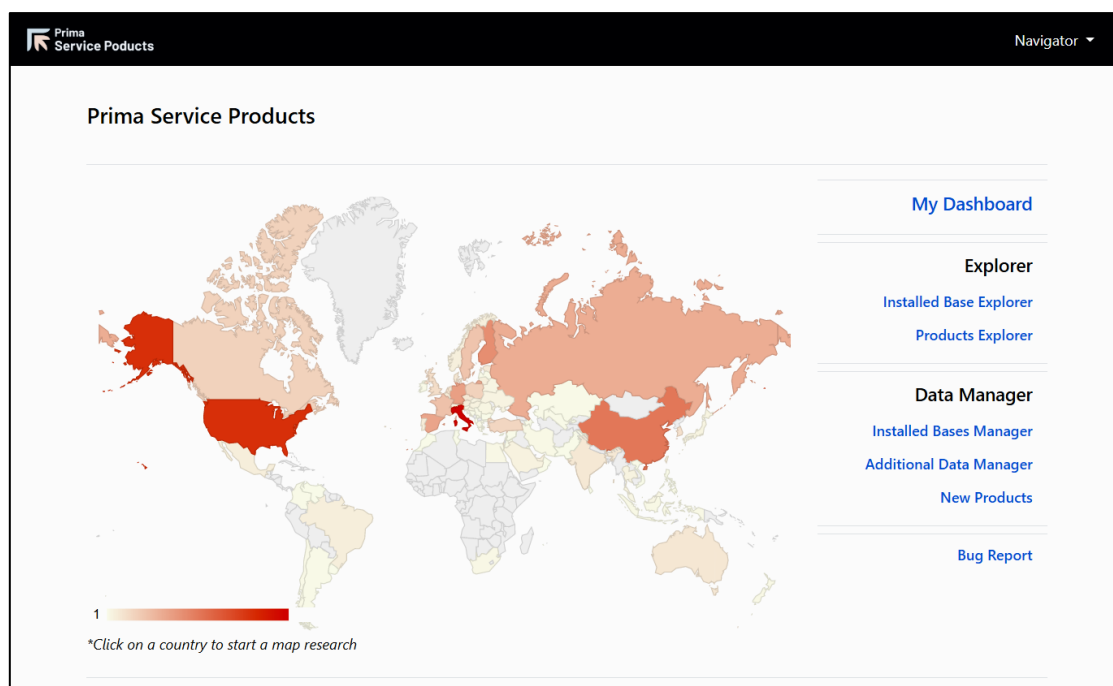 Prima
Service Poducts
Navigator
Prima Service Products
My Dashboard
Explorer
Installed Base Explorer
Products Explorer
Data Manager
Installed Bases Manager
Additional Data Manager
New Products
Bug Report
1
*Click on a country to start a map research